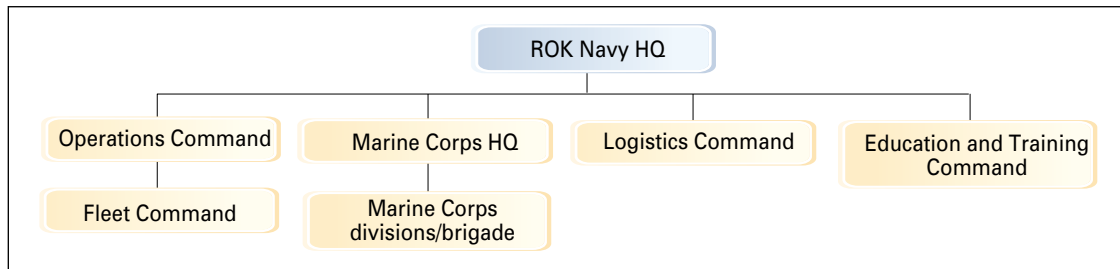 ROK Navy HQ
Operations Command
Marine Corps HQ
Logistics Command
Education and Training
Command
Fleet Command
Marine Corps
divisions/brigade